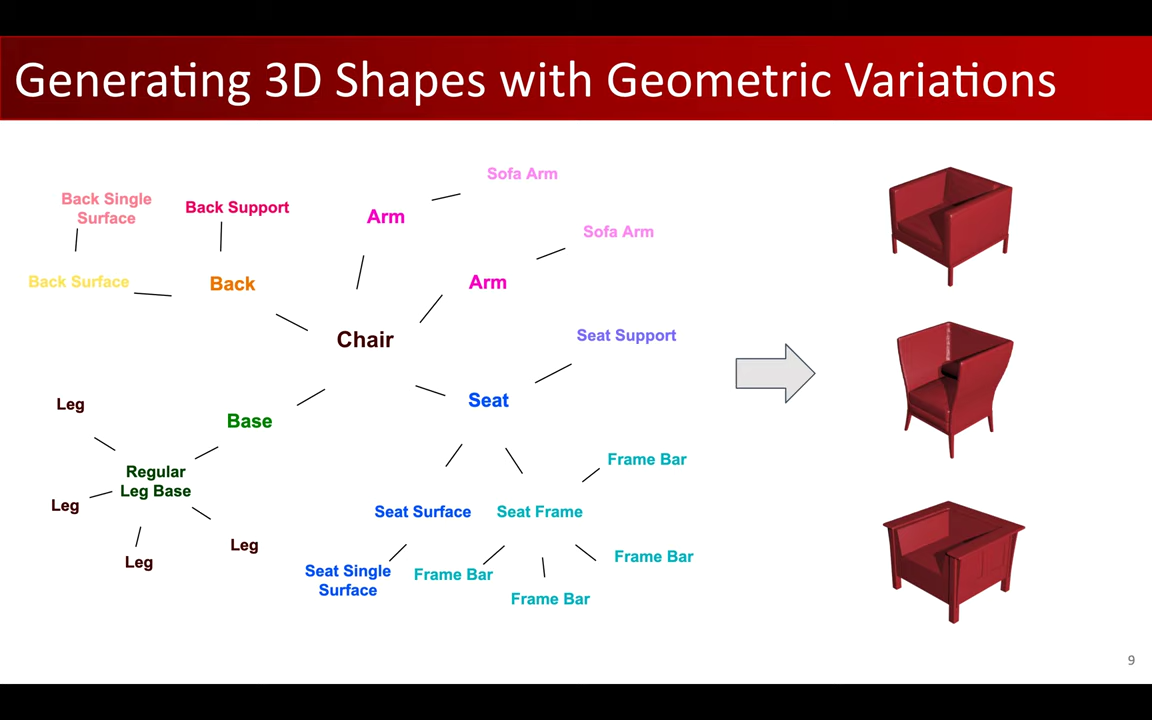 Generating 3D Shapes with Geometric Variations
Sofa Arm
Back Single
Surface
Back Support
Arm
Sofa Arm
Back Surface
Back
Arm
Chair
Seat Support
Seat
Leg
Base
Frame Bar
Regular
Leg Base
Leg
Seat Surface
Seat Frame
Leg
Leg
Frame Bar
Seat Single
Surface
Frame Bar
Frame Bar
9